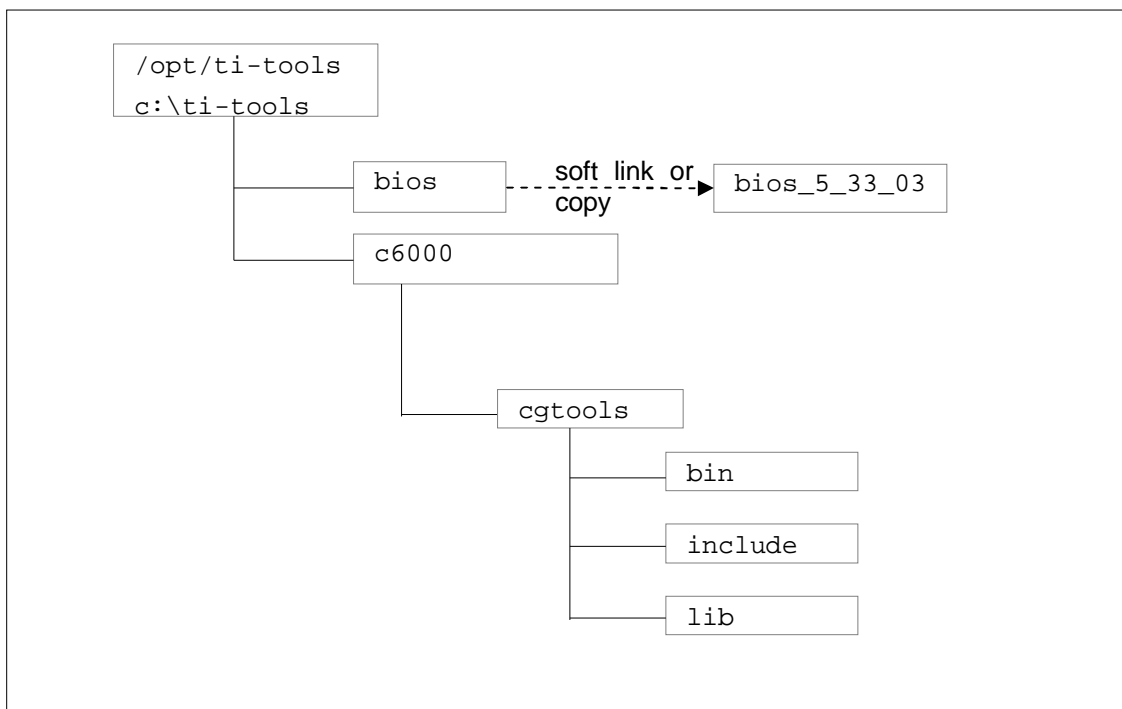 /opt/ti-tools
c:\ti-tools
bios
soft link or
copy
bios_5_33_03
c6000
cgtools
bin
include
lib